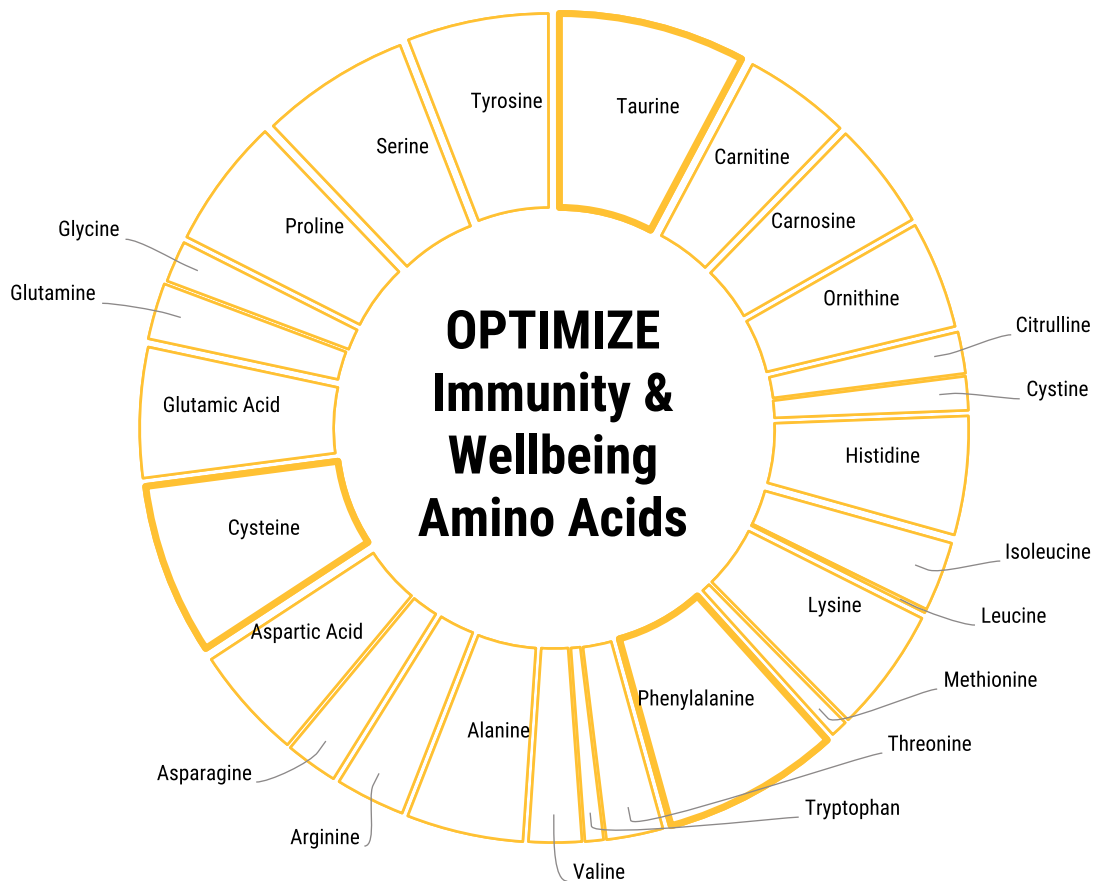 OPTIMIZE
Immunity &
Wellbeing
Amino Acids
Taurine
Carnitine
Carnosine
Ornithine
Citrulline
Cystine
Histidine
Isoleucine
Leucine
Lysine
Methionine
Phenylalanine
Threonine
Tryptophan
Valine
Alanine
Arginine
Asparagine
Aspartic Acid
Cysteine
Glutamic Acid
Glutamine
Glycine
Proline
Serine
Tyrosine